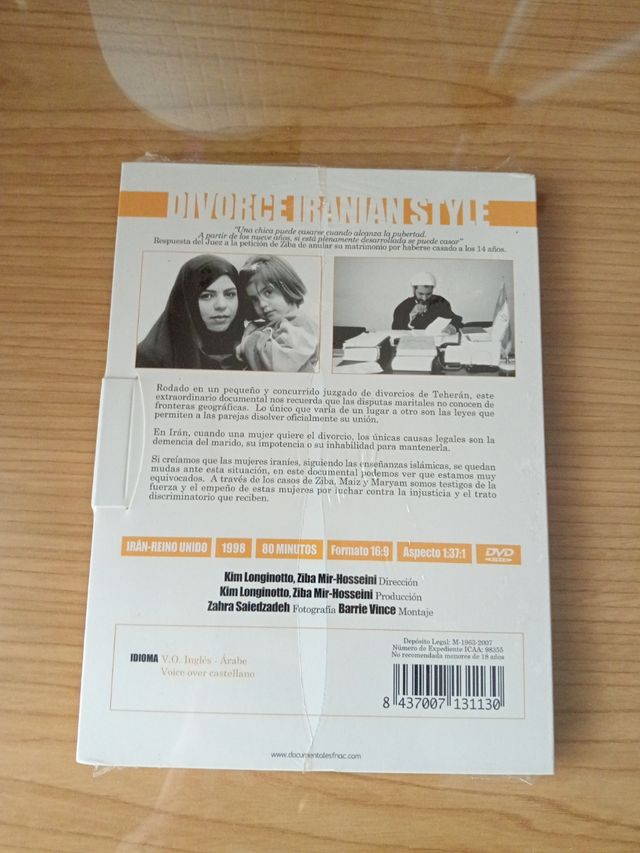 DIVORCE IRANIAN STYLE
"Una chica puede casarse cuando alcanza la pubertad.
A partir de los nueve años, si está plenamente desarrollada se puede casar"
Respuesta del Juez a la petición de Ziba de anular su matrimonio por haberse casado a los 14 años.
Rodado en un pequeño y concurrido juzgado de divorcios de Teherán, este
extraordinario documental nos recuerda que las disputas maritales no conocen de
fronteras geográficas. Lo único que varía de un lugar a otro son las leyes que
permiten a las parejas disolver oficialmente su unión.
En Irán, cuando una mujer quiere el divorcio, los únicas causas legales son la
demencia del marido, su impotencia o su inhabilidad para mantenerla.
Si creíamos que las mujeres iraníes, siguiendo las enseñanzas islámicas, se quedan
mudas ante esta situación, en este documental podemos ver que estamos muy
equivocados. A través de los casos de Ziba, Maiz y Maryam somos testigos de la
fuerza y el empeño de estas mujeres por luchar contra la injusticia y el trato
discriminatorio que reciben.
IRÁN-REINO UNIDO 1998 80 MINUTOS Formato 16:9 Aspecto 1:37:1 DVD
Kim Longinotto, Ziba Mir-Hosseini Dirección
Kim Longinotto, Ziba Mir-Hosseini Producción
Zahra Saiedzadeh Fotografía Barrie Vince Montaje
IDIOMA V.O. Inglés - Árabe
Voice over castellano
Depósito Legal: M-1963-2007
Número de Expediente ICAA: 98355
No recomendada menores de 18 años
8 437007 131130
www.documentalesfnac.com